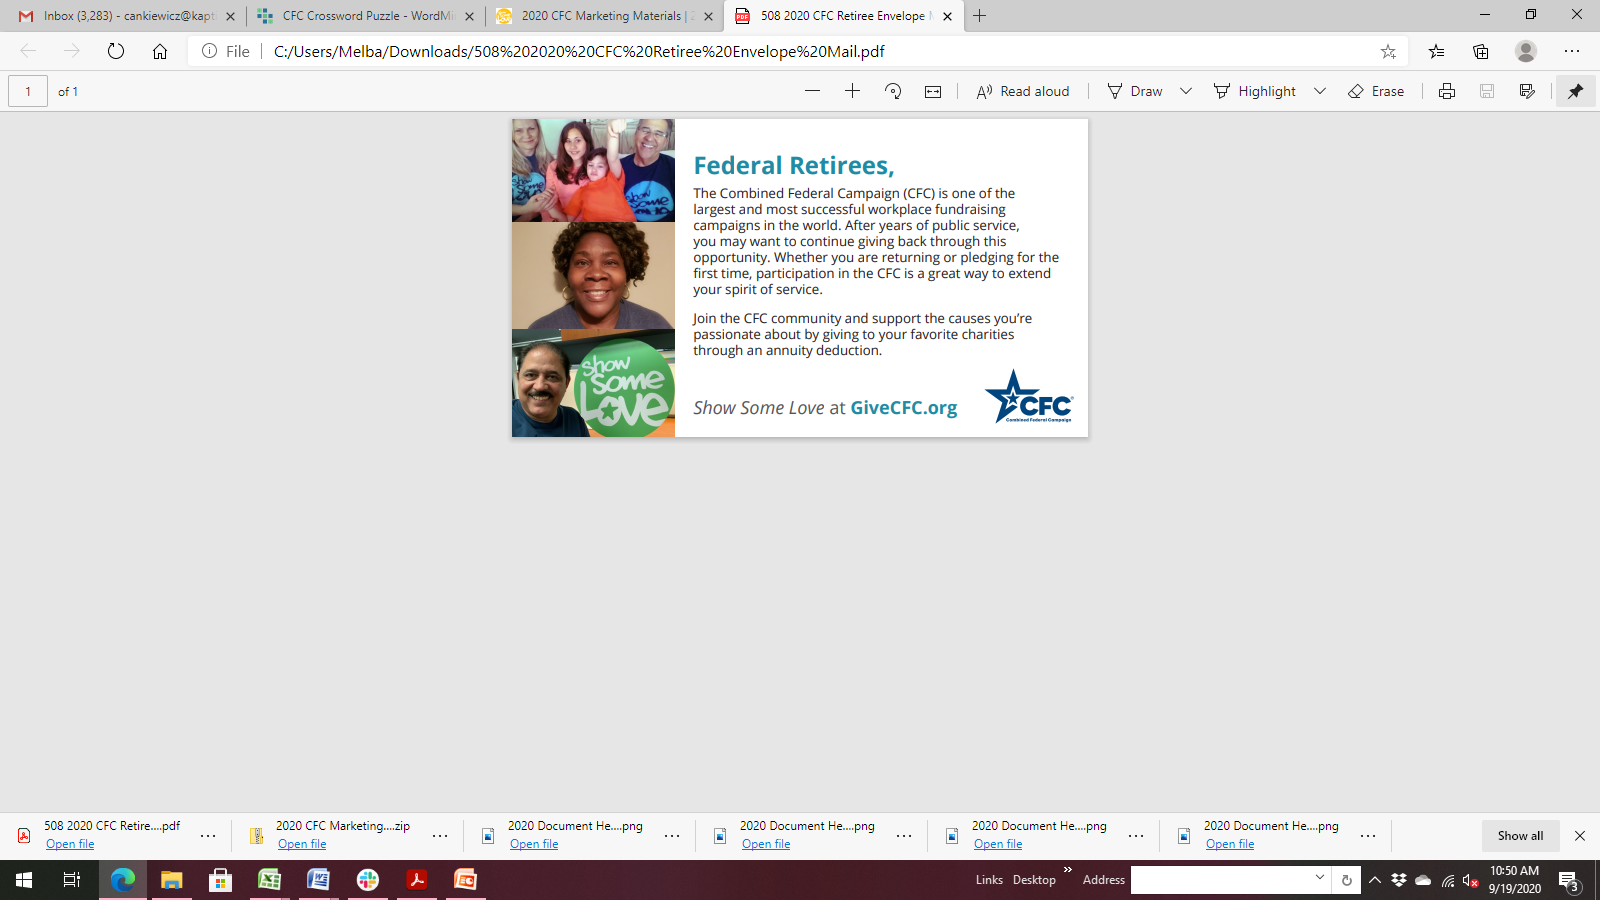 Inbox (3,283) - cankiewicz@kapt
CFC Crossword Puzzle - WordMi
2020 CFC Marketing Materials |
508 2020 CFC Retiree Envelope
File
C:/Users/Melba/Downloads/508%202020%20CFC%20Retiree%20Envelope%20Mail.pdf
1 of 1
Read aloud
Draw
Highlight
Erase
show some
show some
Federal Retirees,
The Combined Federal Campaign (CFC) is one of the
largest and most successful workplace fundraising
campaigns in the world. After years of public service,
you may want to continue giving back through this
opportunity. Whether you are returning or pledging for the
first time, participation in the CFC is a great way to extend
your spirit of service.
Join the CFC community and support the causes you’re
passionate about by giving to your favorite charities
through an annuity deduction.
show
some
LOVE
Show Some Love at GiveCFC.org
CFC
Combined Federal Campaign
508 2020 CFC Retire....pdf
Open file
2020 CFC Marketing....zip
Open file
2020 Document He....png
Open file
2020 Document He....png
Open file
2020 Document He....png
Open file
2020 Document He....png
Open file
Show all
Links
Desktop
Address
10:50 AM
9/19/2020
3